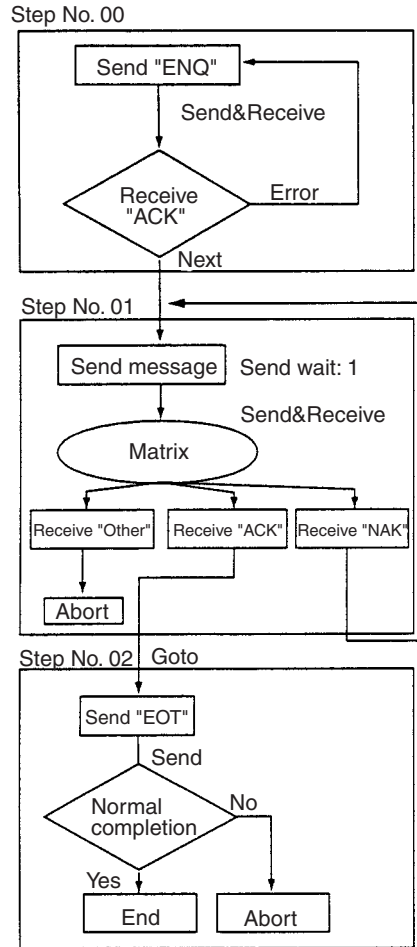 Step No. 00
Send "ENQ"
Send&Receive
Receive
"ACK"
Error
Next
Step No. 01
Send message
Send wait: 1
Send&Receive
Matrix
Receive "Other"
Receive "ACK"
Receive "NAK"
Abort
Step No. 02
Goto
Send "EOT"
Send
Normal
completion
No
Yes
End
Abort